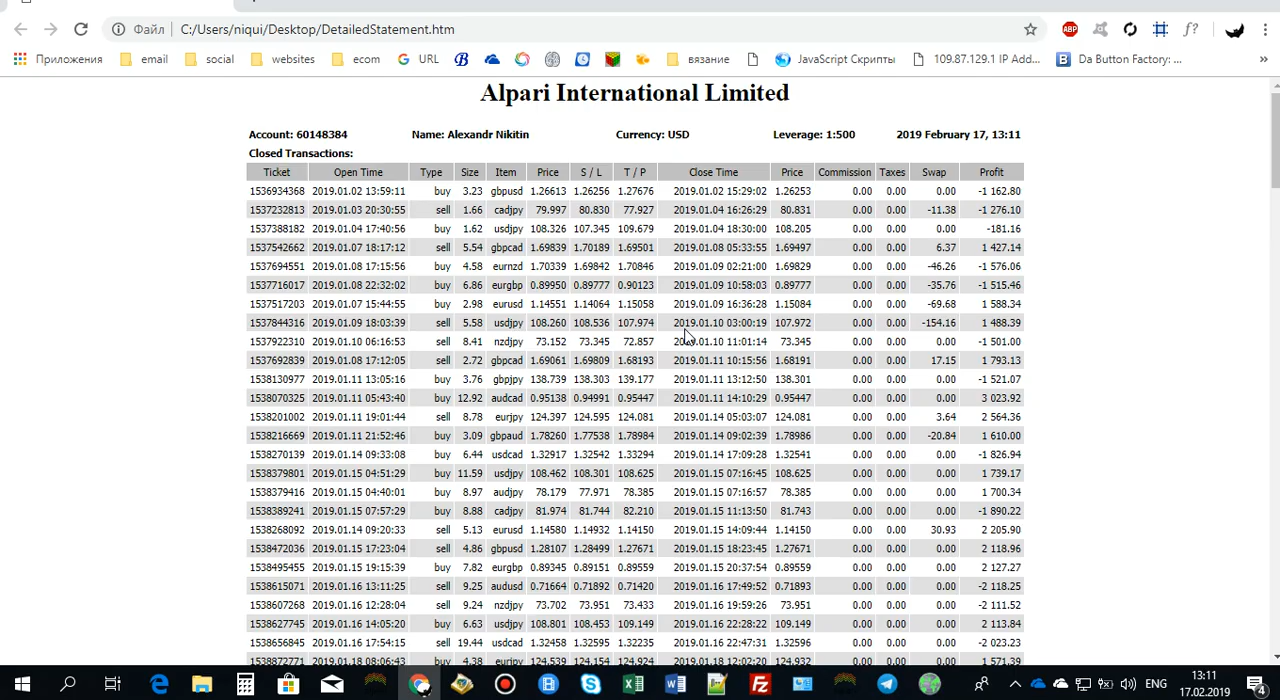 Файл C:/Users/niqui/Desktop/DetailedStatement.htm ABP f?
Приложения email social websites ecom URL вязание JavaScript Скрипты 109.87.129.1 IP Add... Da Button Factory: ... »
Alpari International Limited
Account: 60148384 Name: Alexandr Nikitin Currency: USD Leverage: 1:500 2019 February 17, 13:11
Closed Transactions:
Ticket Open Time Type Size Item Price S / L T / P Close Time Price Commission Taxes Swap Profit
1536934368 2019.01.02 13:59:11 buy 3.23 gbpusd 1.26613 1.26256 1.27676 2019.01.02 15:29:02 1.26253 0.00 0.00 0.00 -1 162.80
1537232813 2019.01.03 20:30:55 sell 1.66 cadjpy 79.997 80.830 77.927 2019.01.04 16:26:29 80.831 0.00 0.00 -11.38 -1 276.10
1537388182 2019.01.04 17:40:56 buy 1.62 usdjpy 108.326 107.345 109.679 2019.01.04 18:30:00 108.205 0.00 0.00 0.00 -181.16
1537542662 2019.01.07 18:17:12 sell 5.54 gbpcad 1.69839 1.70189 1.69501 2019.01.08 05:33:55 1.69497 0.00 0.00 6.37 1 427.14
1537694551 2019.01.08 17:15:56 buy 4.58 eurnzd 1.70339 1.69842 1.70846 2019.01.09 02:21:00 1.69829 0.00 0.00 -46.26 -1 576.06
1537716017 2019.01.08 22:32:02 buy 6.86 eurgbp 0.89950 0.89777 0.90123 2019.01.09 10:58:03 0.89777 0.00 0.00 -35.76 -1 515.46
1537517203 2019.01.07 15:44:55 buy 2.98 eurusd 1.14551 1.14064 1.15058 2019.01.09 16:36:28 1.15084 0.00 0.00 -69.68 1 588.34
1537844316 2019.01.09 18:03:39 sell 5.58 usdjpy 108.260 108.536 107.974 2019.01.10 03:00:19 107.972 0.00 0.00 -154.16 1 488.39
1537922310 2019.01.10 06:16:53 sell 8.41 nzdjpy 73.152 73.345 72.857 2019.01.10 11:01:14 73.345 0.00 0.00 0.00 -1 501.00
1537692839 2019.01.08 17:12:05 sell 2.72 gbpcad 1.69061 1.69809 1.68193 2019.01.11 10:15:56 1.68191 0.00 0.00 17.15 1 793.13
1538130977 2019.01.11 13:05:16 buy 3.76 gbpjpy 138.739 138.303 139.177 2019.01.11 13:12:50 138.301 0.00 0.00 0.00 -1 521.07
1538070325 2019.01.11 05:43:40 buy 12.92 audcad 0.95138 0.94991 0.95447 2019.01.11 14:10:29 0.95447 0.00 0.00 0.00 3 023.92
1538201002 2019.01.11 19:01:44 sell 8.78 eurjpy 124.397 124.595 124.081 2019.01.14 05:03:07 124.081 0.00 0.00 3.64 2 564.36
1538216669 2019.01.11 21:52:46 buy 3.09 gbpaud 1.78260 1.77538 1.78984 2019.01.14 09:02:39 1.78986 0.00 0.00 -20.84 1 610.00
1538270139 2019.01.14 09:33:08 buy 6.44 usdcad 1.32917 1.32542 1.33294 2019.01.14 17:09:28 1.32541 0.00 0.00 0.00 -1 826.94
1538379801 2019.01.15 04:51:29 buy 11.59 usdjpy 108.462 108.301 108.625 2019.01.15 07:16:45 108.625 0.00 0.00 0.00 1 739.17
1538379416 2019.01.15 04:40:01 buy 8.97 audjpy 78.179 77.971 78.385 2019.01.15 07:16:57 78.385 0.00 0.00 0.00 1 700.34
1538389241 2019.01.15 07:57:29 buy 8.88 cadjpy 81.974 81.744 82.210 2019.01.15 11:13:50 81.743 0.00 0.00 0.00 -1 890.22
1538268092 2019.01.14 09:20:33 sell 5.13 eurusd 1.14580 1.14932 1.14150 2019.01.15 14:09:44 1.14150 0.00 0.00 30.93 2 205.90
1538472036 2019.01.15 17:23:04 sell 4.86 gbpusd 1.28107 1.28499 1.27671 2019.01.15 18:23:45 1.27671 0.00 0.00 0.00 2 118.96
1538495455 2019.01.15 19:15:39 buy 7.82 eurgbp 0.89345 0.89151 0.89559 2019.01.15 20:37:54 0.89559 0.00 0.00 0.00 2 127.27
1538615071 2019.01.16 13:11:25 sell 9.25 audusd 0.71664 0.71892 0.71420 2019.01.16 17:49:52 0.71893 0.00 0.00 0.00 -2 118.25
1538607268 2019.01.16 12:28:04 sell 9.24 nzdjpy 73.702 73.951 73.433 2019.01.16 19:59:26 73.951 0.00 0.00 0.00 -2 111.52
1538627745 2019.01.16 14:05:20 buy 6.63 usdjpy 108.801 108.453 109.149 2019.01.16 22:28:22 109.149 0.00 0.00 0.00 2 113.84
1538656845 2019.01.16 17:54:15 sell 19.44 usdcad 1.32458 1.32595 1.32235 2019.01.16 22:47:31 1.32596 0.00 0.00 0.00 -2 023.23
1538872771 2019.01.18 08:06:43 buy 4.38 eurjpy 124.539 124.154 124.924 2019.01.18 12:02:20 124.932 0.00 0.00 0.00 1 571.39
ENG 13:11
17.02.2019 4